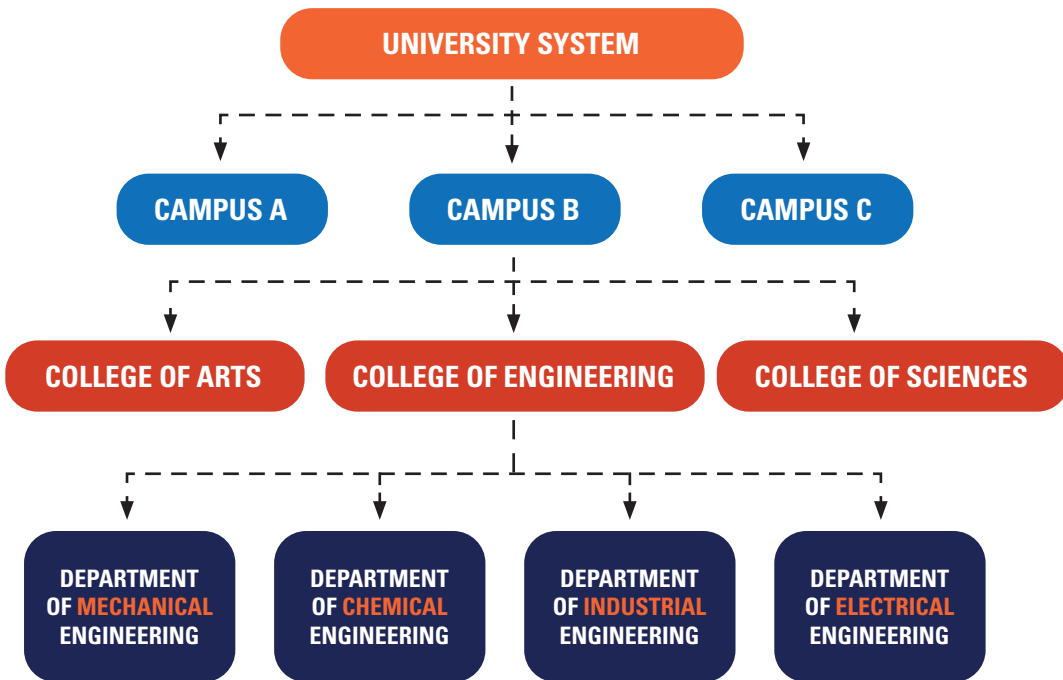 UNIVERSITY SYSTEM
CAMPUS A
CAMPUS B
CAMPUS C
COLLEGE OF ARTS
COLLEGE OF ENGINEERING
COLLEGE OF SCIENCES
DEPARTMENT
OF MECHANICAL
ENGINEERING
DEPARTMENT
OF CHEMICAL
ENGINEERING
DEPARTMENT
OF INDUSTRIAL
ENGINEERING
DEPARTMENT
OF ELECTRICAL
ENGINEERING